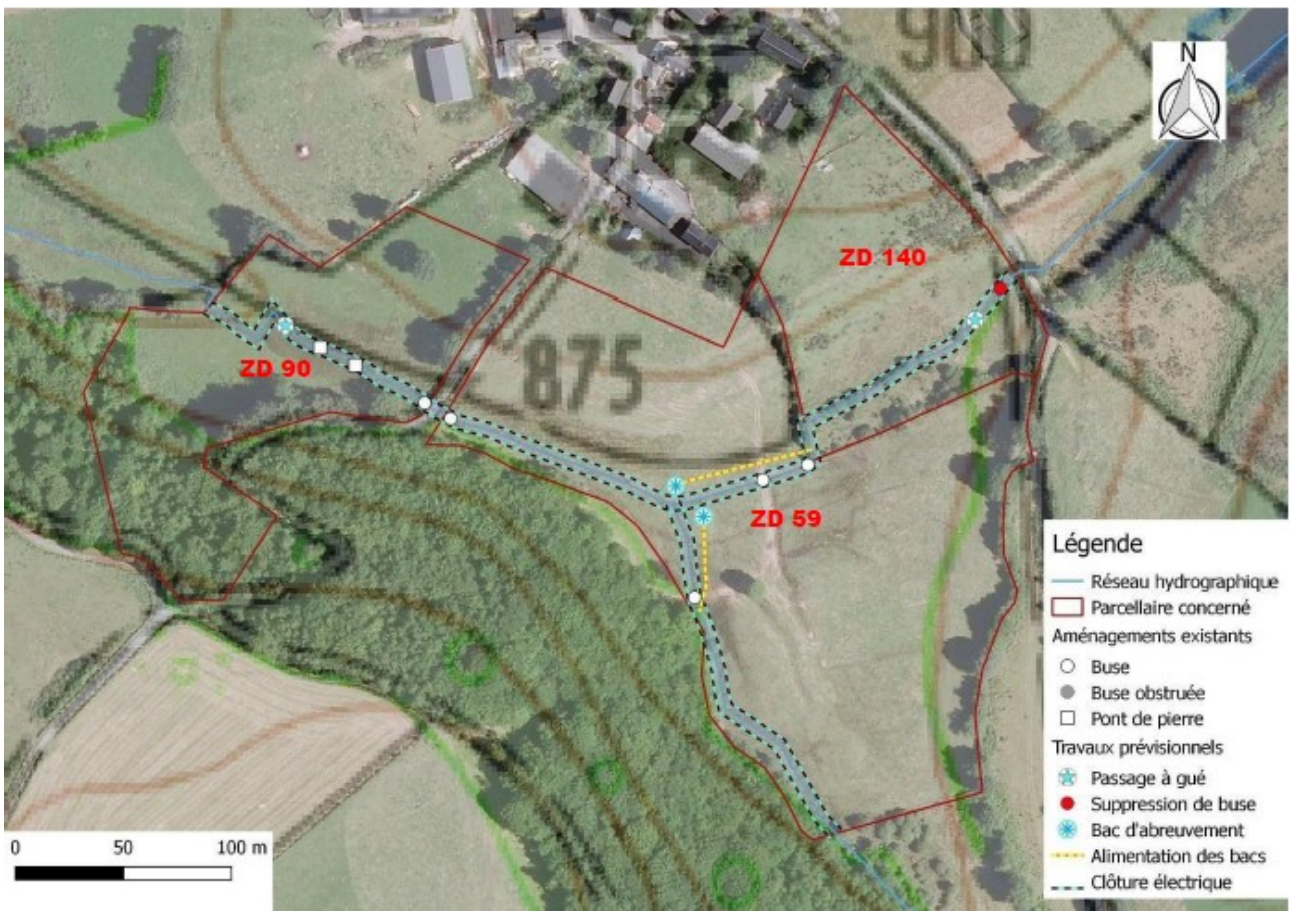 900
N
ZD 140
875
ZD 90
ZD 59
Légende
Réseau hydrographique
Parcellaire concerné
Aménagements existants
Buse
Buse obstruée
Pont de pierre
Travaux prévisionnels
Passage à gué
Suppression de buse
Bac d'abreuvement
Alimentation des bacs
Clôture électrique
0 50 100 m